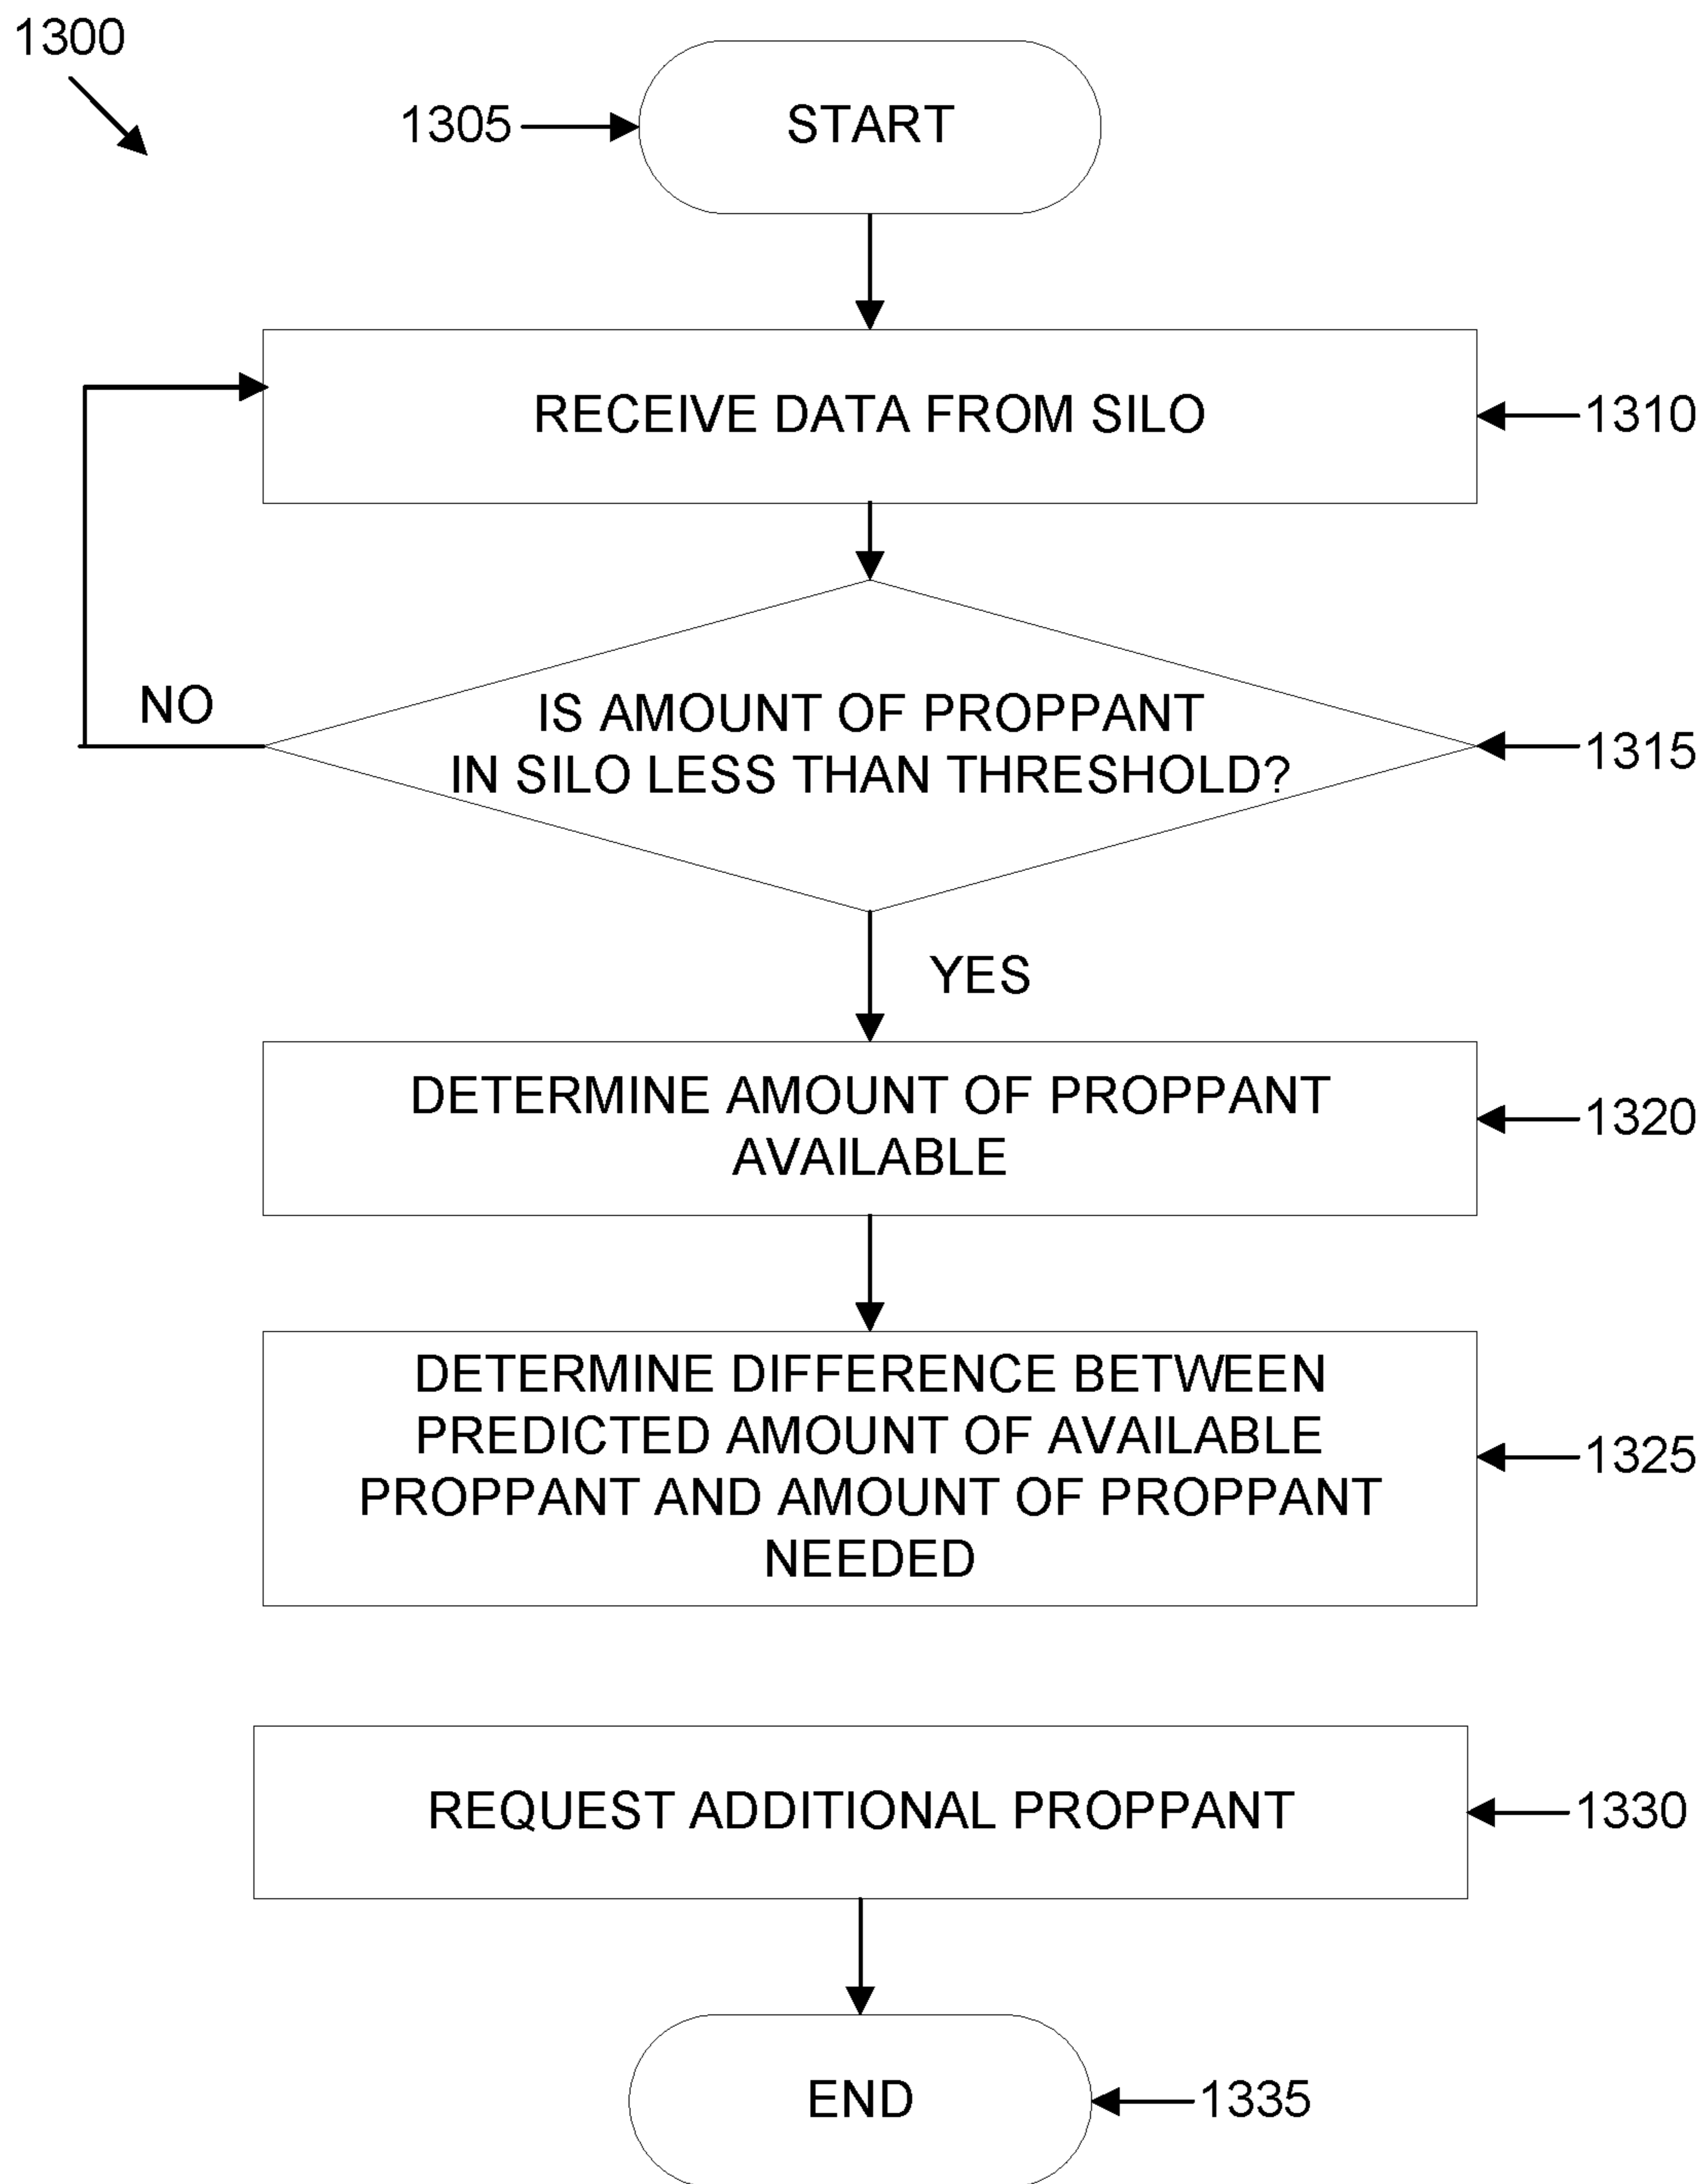 1300
1305
START
RECEIVE DATA FROM SILO
1310
NO
IS AMOUNT OF PROPPANT
IN SILO LESS THAN THRESHOLD?
1315
YES
DETERMINE AMOUNT OF PROPPANT
AVAILABLE
1320
DETERMINE DIFFERENCE BETWEEN
PREDICTED AMOUNT OF AVAILABLE
PROPPANT AND AMOUNT OF PROPPANT
NEEDED
1325
REQUEST ADDITIONAL PROPPANT
1330
END
1335